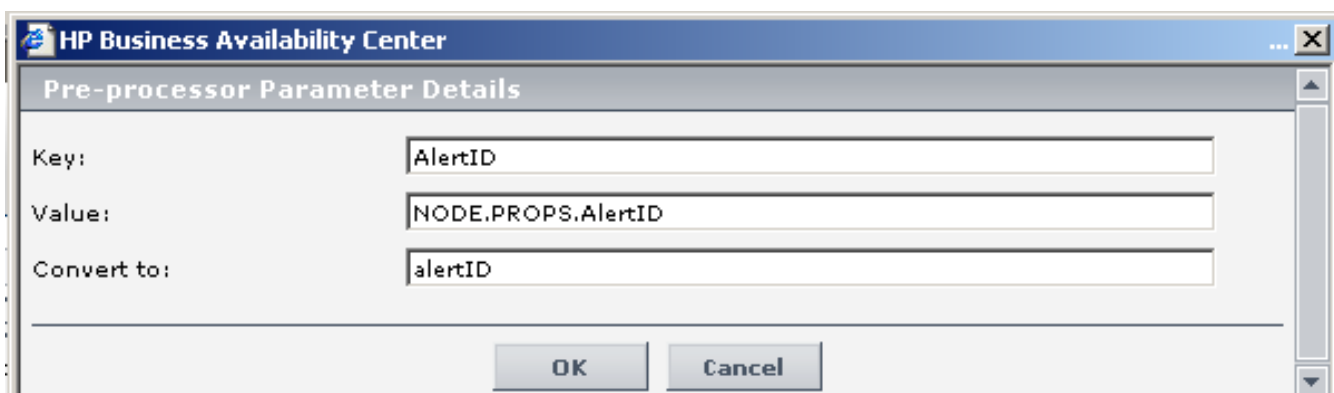 HP Business Availability Center ...
Pre-processor Parameter Details
Key: AlertID
Value: NODE.PROPS.AlertID
Convert to: alertID
OK Cancel